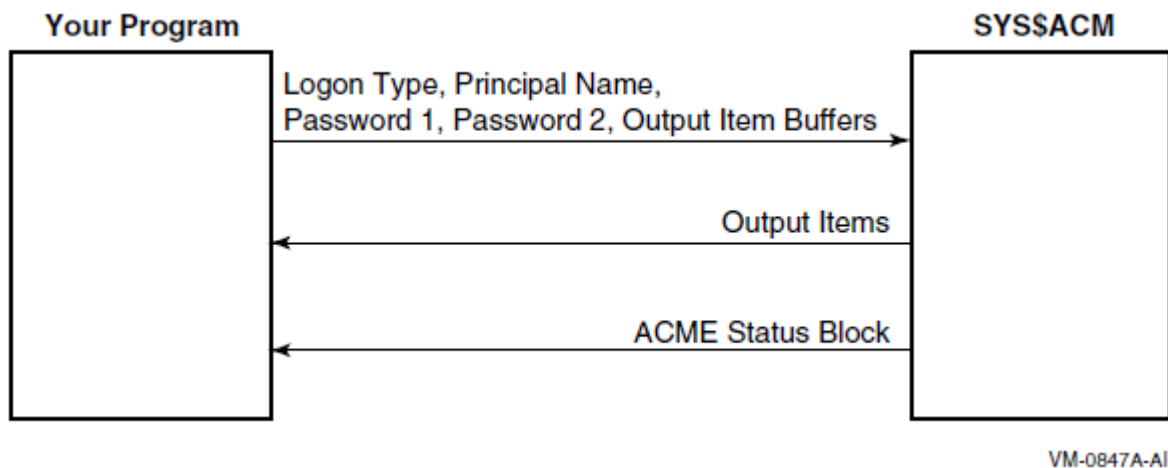 Your Program
SYS$ACM
Logon Type, Principal Name,
Password 1, Password 2, Output Item Buffers
Output Items
ACME Status Block
VM-0847A-AI